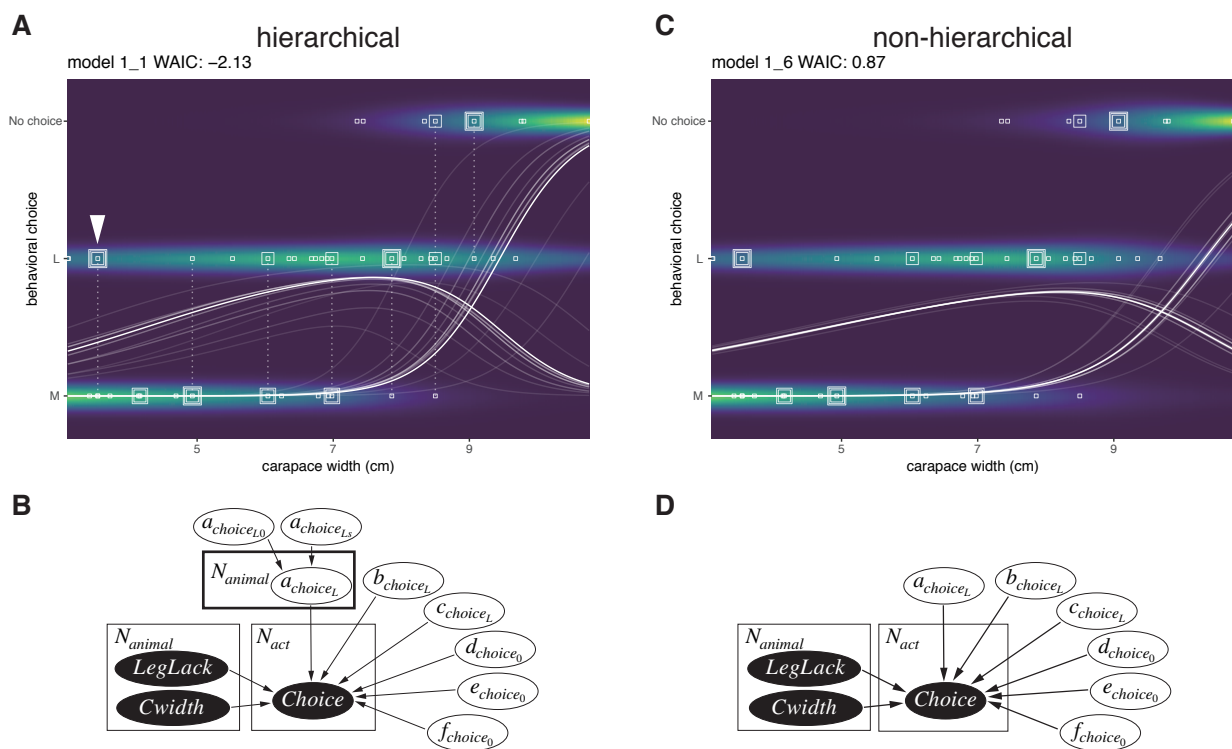 A
hierarchical
model 1_1 WAIC: −2.13
No choice
L
M
behavioral choice
5 7 9
carapace width (cm)
C
non-hierarchical
model 1_6 WAIC: 0.87
No choice
L
M
behavioral choice
5 7 9
carapace width (cm)
B
a_choice_L0 a_choice_Ls
N_animal
a_choice_L
b_choice_L
c_choice_L
N_animal
N_act
LegLack
d_choice_0
Cwidth
Choice
e_choice_0
f_choice_0
D
a_choice_L
b_choice_L
c_choice_L
N_animal
N_act
LegLack
d_choice_0
Cwidth
Choice
e_choice_0
f_choice_0